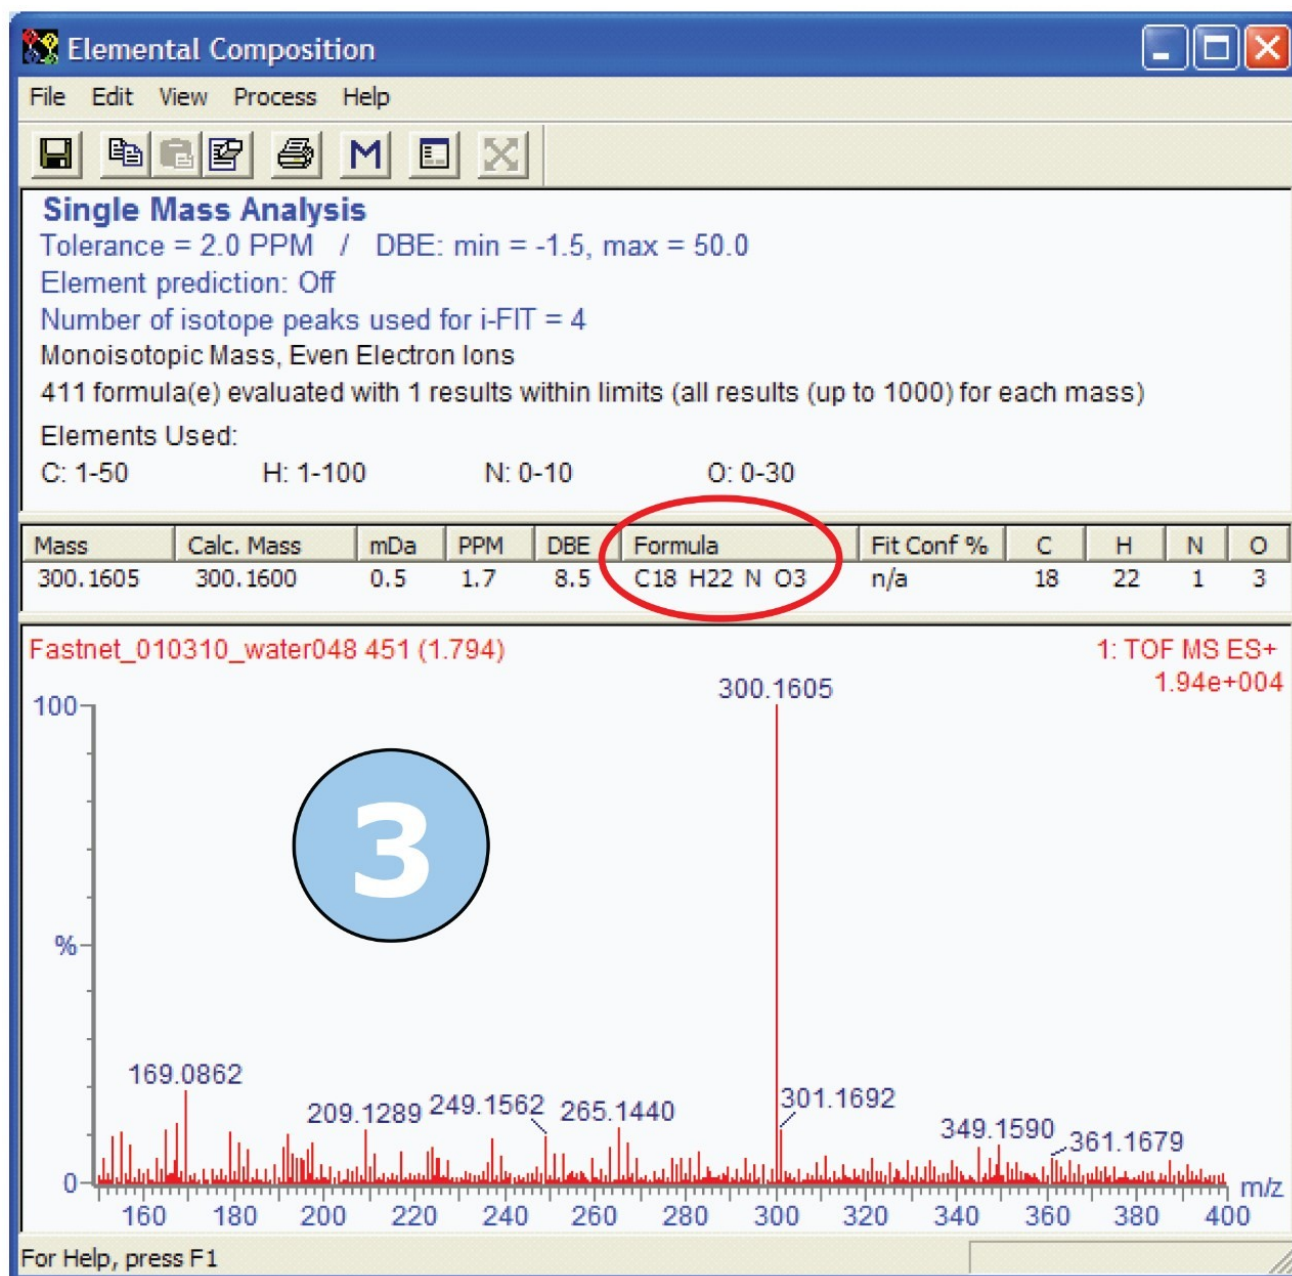 Elemental Composition
File Edit View Process Help
M
Single Mass Analysis
Tolerance = 2.0 PPM / DBE: min = -1.5, max = 50.0
Element prediction: Off
Number of isotope peaks used for i-FIT = 4
Monoisotopic Mass, Even Electron Ions
411 formula(e) evaluated with 1 results within limits (all results (up to 1000) for each mass)
Elements Used:
C: 1-50 H: 1-100 N: 0-10 O: 0-30
Mass Calc. Mass mDa PPM DBE Formula Fit Conf % C H N O
300.1605 300.1600 0.5 1.7 8.5 C18 H22 N O3 n/a 18 22 1 3
Fastnet_010310_water048 451 (1.794) 1: TOF MS ES+
1.94e+004
300.1605
100
3
%
169.0862
209.1289 249.1562 265.1440 301.1692 349.1590 361.1679
0
m/z
160 180 200 220 240 260 280 300 320 340 360 380 400
For Help, press F1